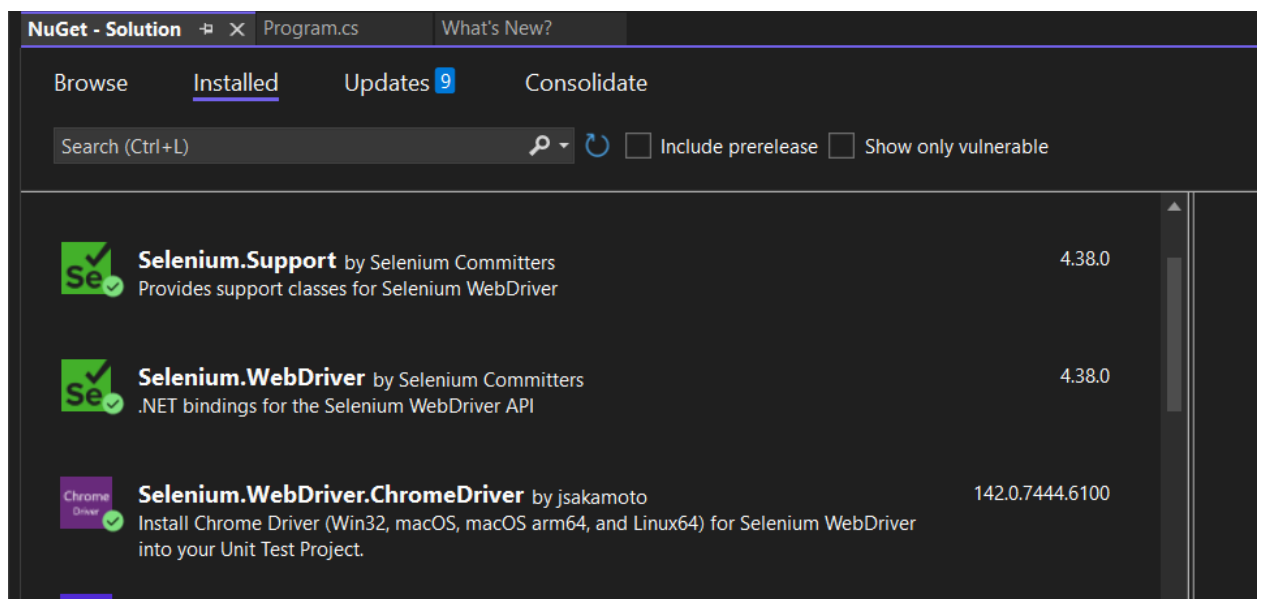 NuGet - Solution Program.cs What's New?
Browse Installed Updates 9 Consolidate
Search (Ctrl+L) Include prerelease Show only vulnerable
Se Selenium.Support by Selenium Committers 4.38.0
Provides support classes for Selenium WebDriver
Se Selenium.WebDriver by Selenium Committers 4.38.0
.NET bindings for the Selenium WebDriver API
Chrome
Driver
Selenium.WebDriver.ChromeDriver by jsakamoto 142.0.7444.6100
Install Chrome Driver (Win32, macOS, macOS arm64, and Linux64) for Selenium WebDriver
into your Unit Test Project.